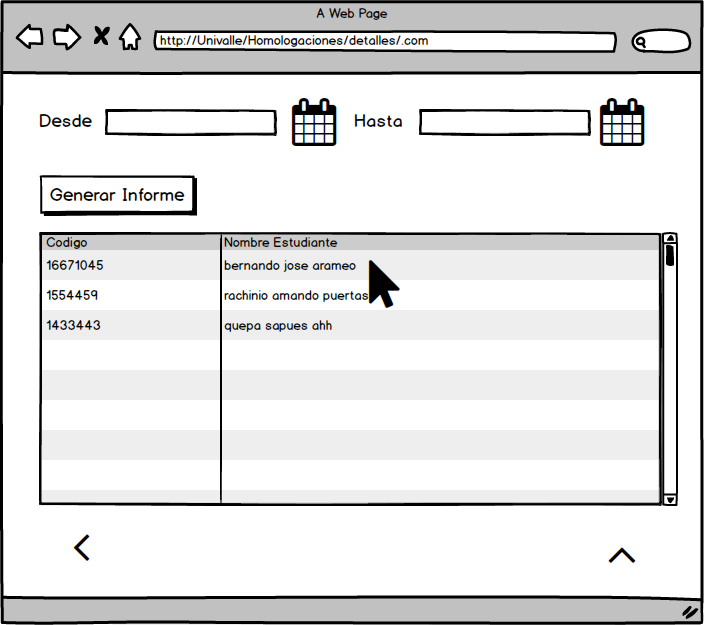 A Web Page
http://Univalle/Homologaciones/detalles/.com
Desde Hasta
Generar Informe
Codigo Nombre Estudiante
16671045 bernando jose arameo
1554459 rachinio amando puertas
1433443 quepa sapues ahh